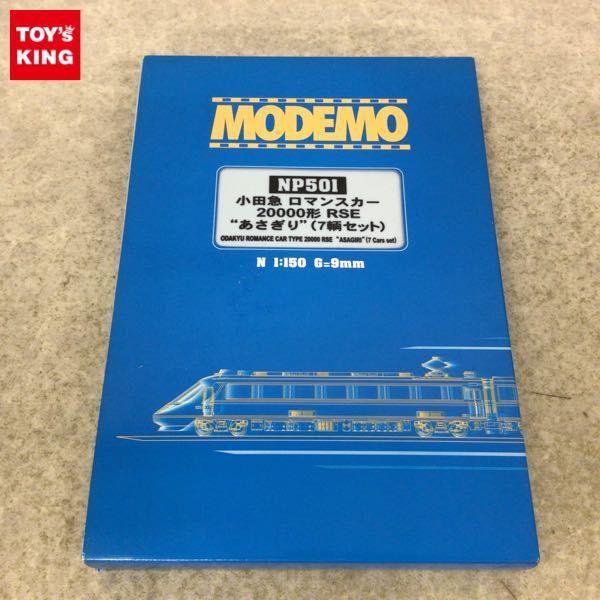 TOY's
KING
MODEMO
NP501
小田急 ロマンスカー
20000形 RSE
“あさぎり”(7輌セット)
ODAKYU ROMANCE CAR TYPE 20000 RSE "ASAGIRI" (7 Cars set)
N 1:150 G=9mm